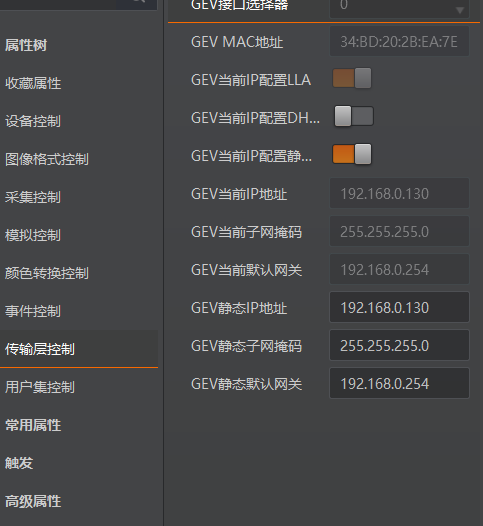 GEV接口选择器 0
属性树
GEV MAC地址 34:BD:20:2B:EA:7E
收藏属性
GEV当前IP配置LLA
设备控制
GEV当前IP配置DH...
图像格式控制
GEV当前IP配置静...
采集控制
GEV当前IP地址 192.168.0.130
模拟控制
GEV当前子网掩码 255.255.255.0
颜色转换控制
GEV当前默认网关 192.168.0.254
事件控制
GEV静态IP地址 192.168.0.130
传输层控制
GEV静态子网掩码 255.255.255.0
用户集控制
GEV静态默认网关 192.168.0.254
常用属性
触发
高级属性